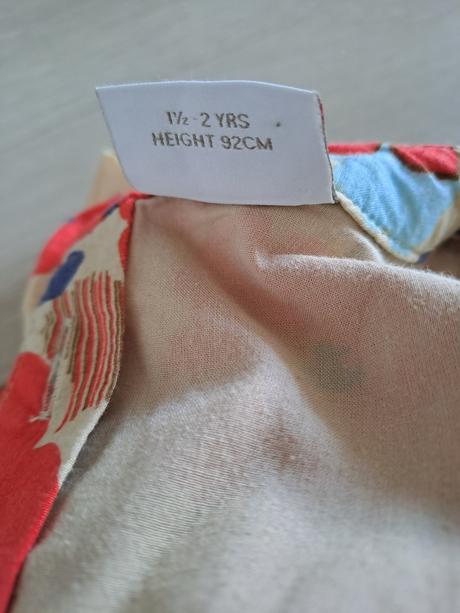 1½ - 2 YRS
HEIGHT 92CM